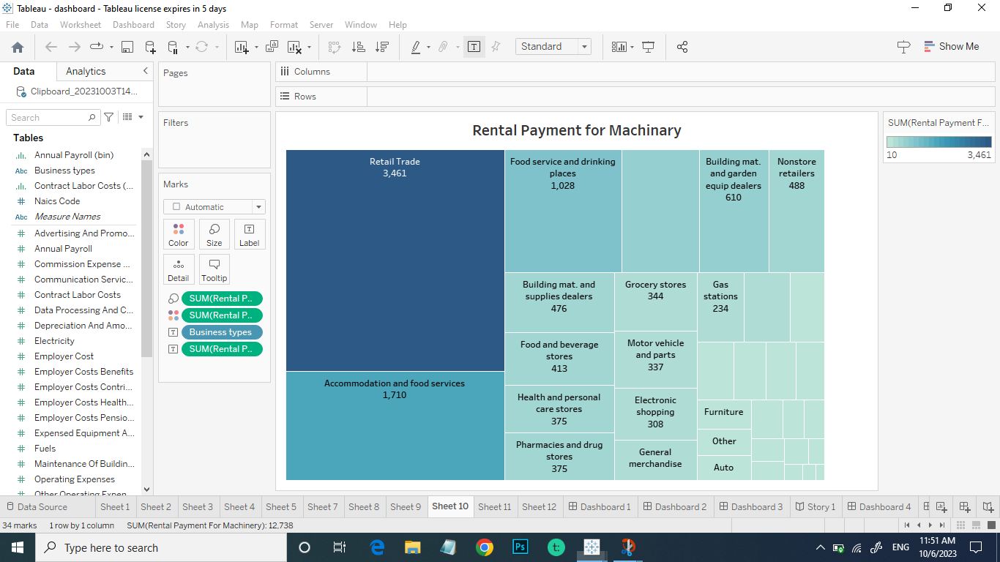 Tableau - dashboard - Tableau license expires in 5 days
File Data Worksheet Dashboard Story Analysis Map Format Server Window Help
Standard
Show Me
Data Analytics
Clipboard_20231003T14...
Search
Tables
Annual Payroll (bin)
Abc Business types
Contract Labor Costs (...
Naics Code
Abc Measure Names
Advertising And Promo...
Annual Payroll
Commission Expense ...
Communication Servic...
Contract Labor Costs
Data Processing And C...
Depreciation And Amo...
Electricity
Employer Cost
Employer Costs Benefits
Employer Costs Contri...
Employer Costs Health...
Employer Costs Pensio...
Expensed Equipment A...
Fuels
Maintenance Of Buildin...
Operating Expenses
Other Operating Expen...
Pages
Filters
Marks
Automatic
Color Size Label
Detail Tooltip
SUM(Rental P..
SUM(Rental P..
Business types
SUM(Rental P..
Columns
Rows
Rental Payment for Machinary
Retail Trade
3,461
Accommodation and food services
1,710
Food service and drinking
places
1,028
Building mat.
and garden
equip dealers
610
Nonstore
retailers
488
Building mat. and
supplies dealers
476
Food and beverage
stores
413
Health and personal
care stores
375
Pharmacies and drug
stores
375
Grocery stores
344
Motor vehicle
and parts
337
Electronic
shopping
308
General
merchandise
Gas
stations
234
Furniture
Other
Auto
SUM(Rental Payment F...
10 3,461
Data Source Sheet 1 Sheet 2 Sheet 3 Sheet 4 Sheet 5 Sheet 6 Sheet 7 Sheet 8 Sheet 9 Sheet 10 Sheet 11 Sheet 12 Dashboard 1 Dashboard 2 Dashboard 3 Story 1 Dashboard 4
34 marks 1 row by 1 column SUM(Rental Payment For Machinery): 12,738
Type here to search
Ps
t:
ENG
11:51 AM
10/6/2023